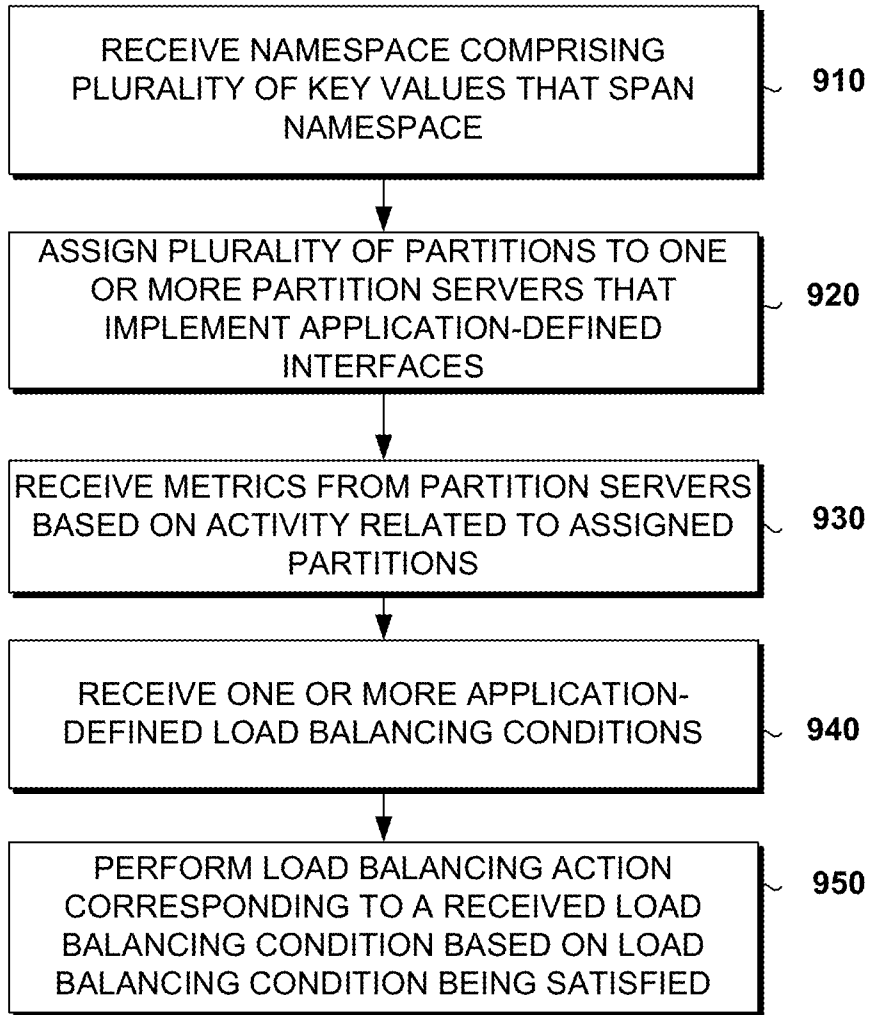 RECEIVE NAMESPACE COMPRISING
PLURALITY OF KEY VALUES THAT SPAN
NAMESPACE
910
ASSIGN PLURALITY OF PARTITIONS TO ONE
OR MORE PARTITION SERVERS THAT
IMPLEMENT APPLICATION-DEFINED
INTERFACES
920
RECEIVE METRICS FROM PARTITION SERVERS
BASED ON ACTIVITY RELATED TO ASSIGNED
PARTITIONS
930
RECEIVE ONE OR MORE APPLICATION-
DEFINED LOAD BALANCING CONDITIONS
940
PERFORM LOAD BALANCING ACTION
CORRESPONDING TO A RECEIVED LOAD
BALANCING CONDITION BASED ON LOAD
BALANCING CONDITION BEING SATISFIED
950